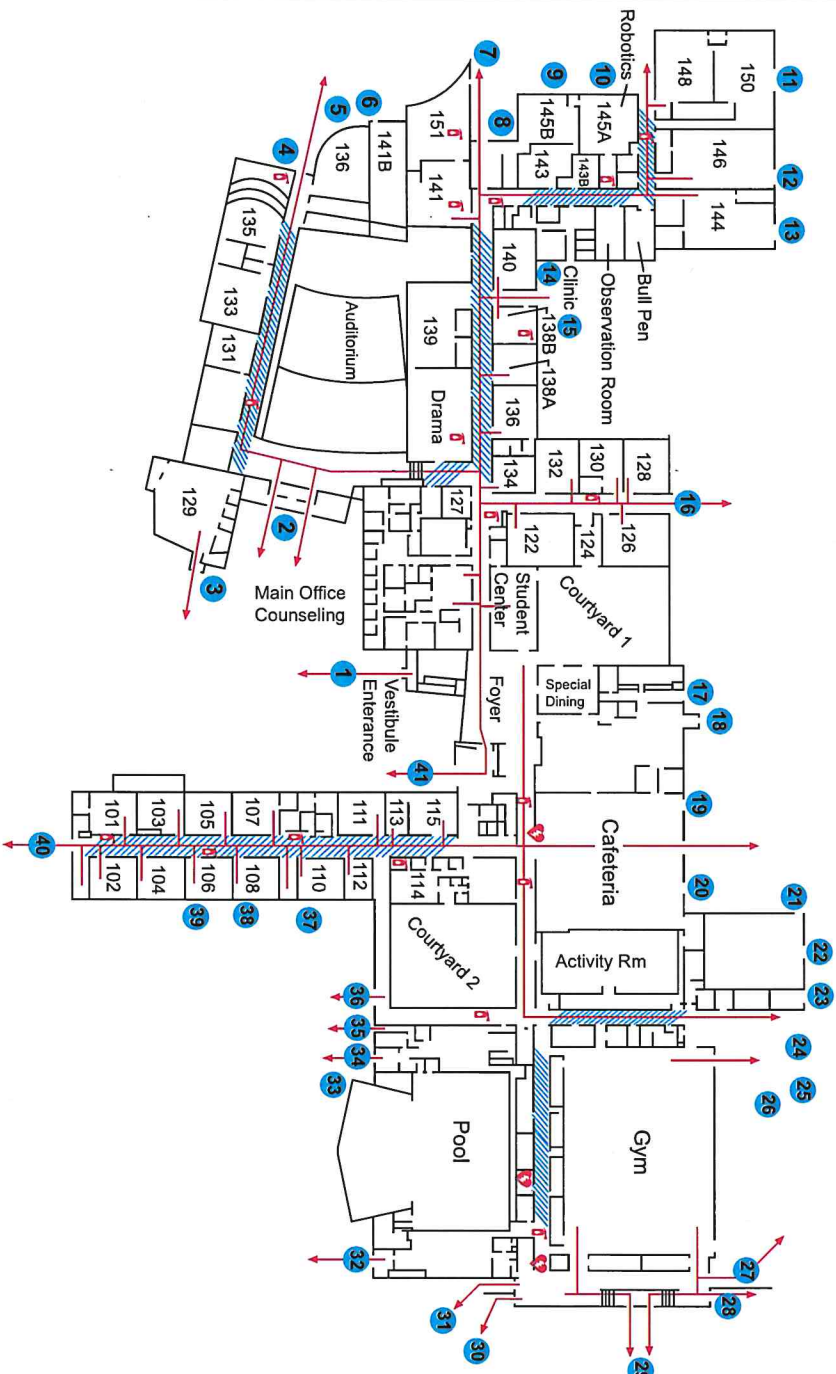 Robotics
148
150
11
10
9
145A
145B
146
12
7
8
143
143B
151
141
6
141B
5
136
4
135
133
131
144
13
Bull Pen
Observation Room
Clinic
14
15
140
138B
138A
136
134
139
Drama
Auditorium
132
130
128
16
122
124
126
127
129
2
3
Main Office
Counseling
Student
Center
Courtyard 1
1
Vestibule
Enterance
Foyer
41
Special
Dining
17
18
19
Cafeteria
20
21
22
23
Activity Rm
101
103
105
107
111
113
115
40
102
104
106
108
110
112
114
39
38
37
Courtyard 2
36
35
34
33
Pool
32
24
25
26
Gym
27
28
29
31
30